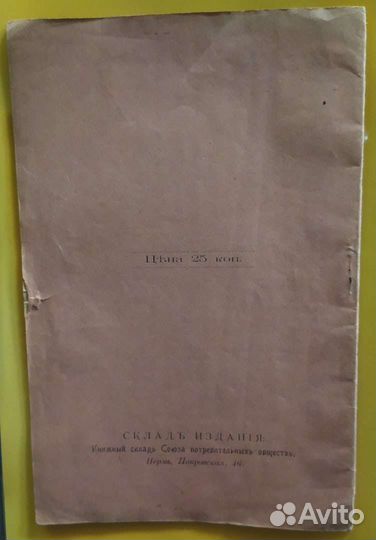 Цѣна 25 коп.
СКЛАДЪ ИЗДАНІЯ:
Книжный складъ Союза потребительныхъ обществъ,
Пермь, Покровская, 46.
Avito